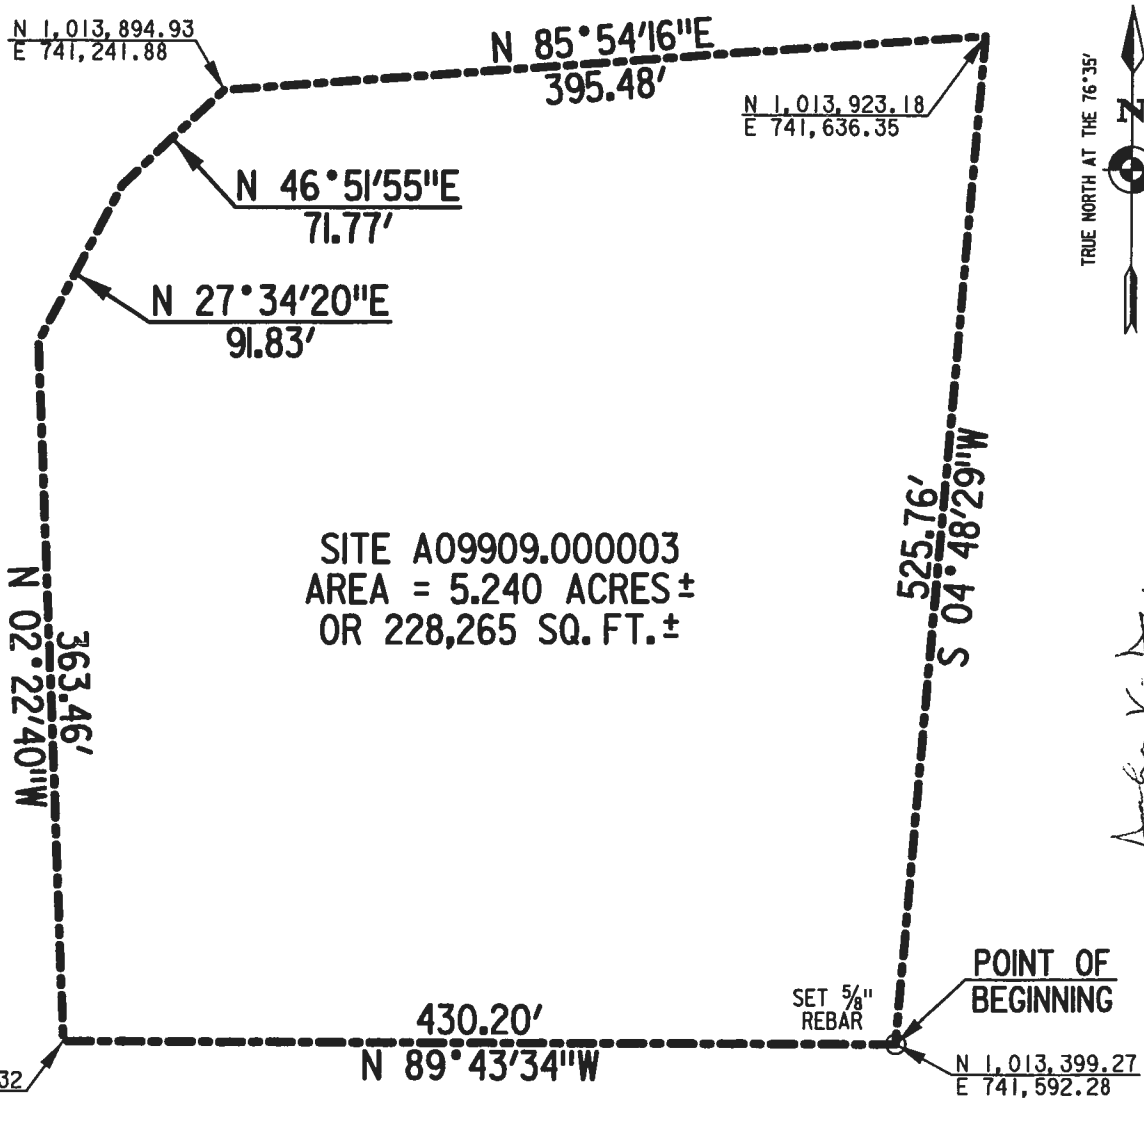 N 1,013,894.93
E 741,241.88
N 85°54'16"E
395.48'
N 1,013,923.18
E 741,636.35
TRUE NORTH AT THE 76°35'
N
N 46°51'55"E
71.77'
N 27°34'20"E
91.83'
SITE A09909.000003
AREA = 5.240 ACRES±
OR 228,265 SQ. FT.±
525.76'
S 04°48'29"W
363.46'
N 02°22'40"W
POINT OF
BEGINNING
SET 5/8"
REBAR
430.20'
N 89°43'34"W
32
N 1,013,399.27
E 741,592.28